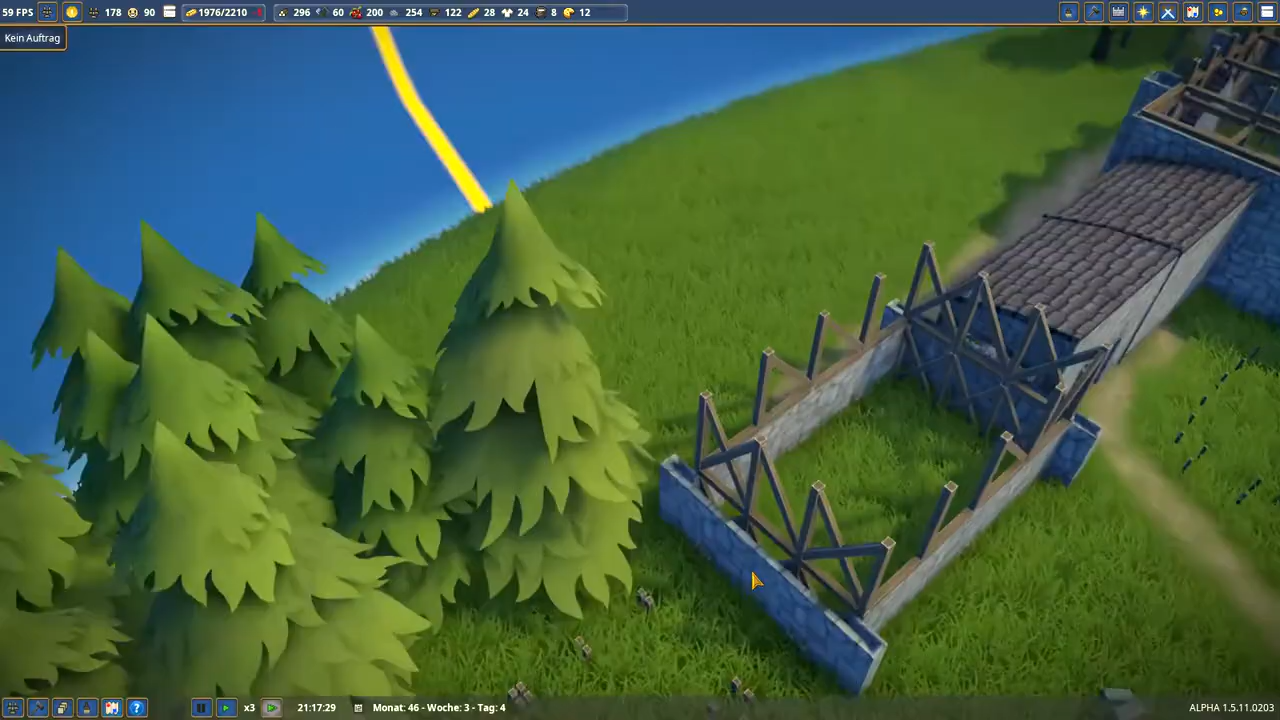 59 FPS 178 90 1976/2210 296 60 200 254 122 28 24 8 12
Kein Auftrag
x3 21:17:29 Monat: 46 - Woche: 3 - Tag: 4 ALPHA 1.5.11.0203